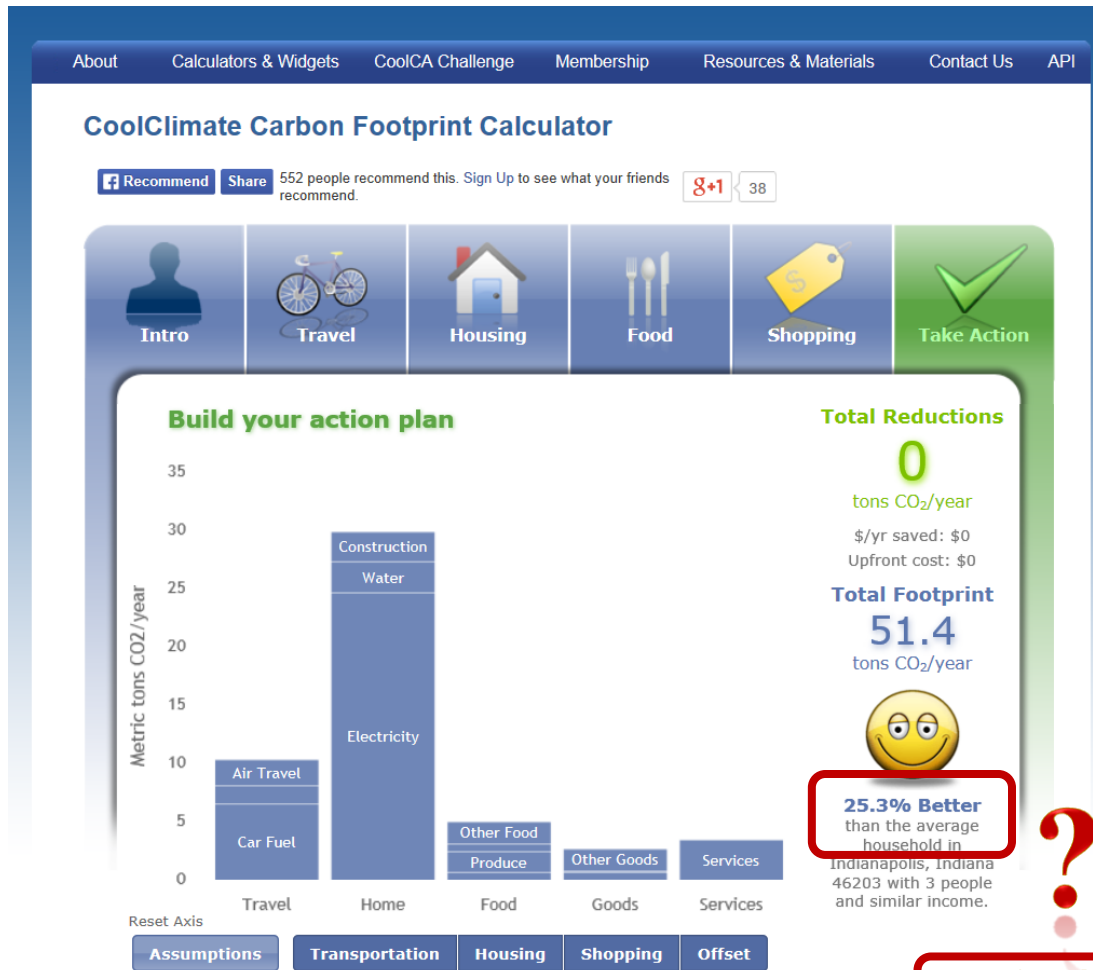 About Calculators & Widgets CoolCA Challenge Membership Resources & Materials Contact Us API
CoolClimate Carbon Footprint Calculator
Recommend Share 552 people recommend this. Sign Up to see what your friends
recommend.
g+1 38
Intro Travel Housing Food Shopping Take Action
Build your action plan
Total Reductions
0
tons CO₂/year
$/yr saved: $0
Upfront cost: $0
Total Footprint
51.4
tons CO₂/year
25.3% Better
than the average
household in
Indianapolis, Indiana
46203 with 3 people
and similar income.
?
Metric tons CO2/year
35
30
25
20
15
10
5
0
Air Travel
Car Fuel
Construction
Water
Electricity
Other Food
Produce
Other Goods
Services
Travel Home Food Goods Services
Reset Axis
Assumptions Transportation Housing Shopping Offset